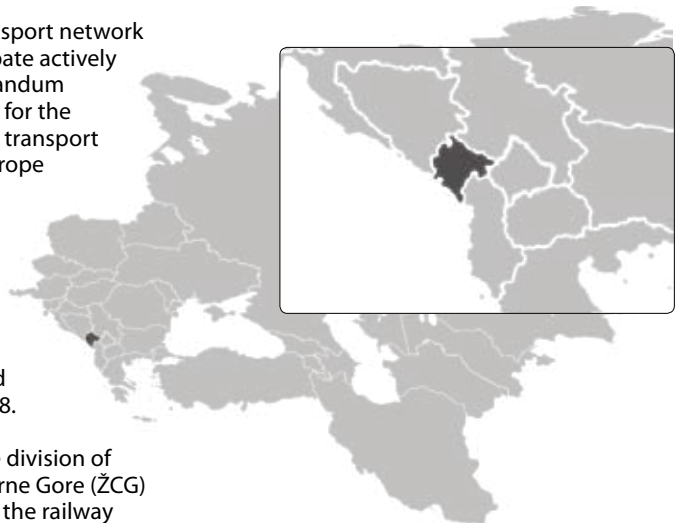 sport network
pate actively
andum
for the
transport
rope
d
8.
e division of
rne Gore (ŽCG)
the railway